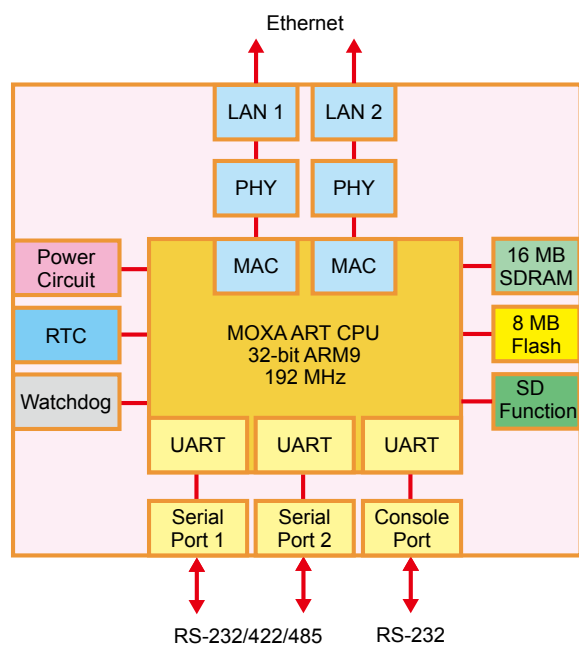 Ethernet
LAN 1
LAN 2
PHY
PHY
MAC
MAC
Power
Circuit
RTC
Watchdog
MOXA ART CPU
32-bit ARM9
192 MHz
16 MB
SDRAM
8 MB
Flash
SD
Function
UART
UART
UART
Serial
Port 1
Serial
Port 2
Console
Port
RS-232/422/485
RS-232